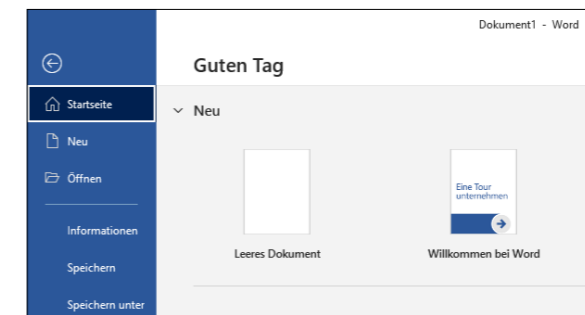 Dokument1 - Word
Guten Tag
Startseite
Neu
Öffnen
Informationen
Speichern
Speichern unter
Neu
Eine Tour
unternehmen
Leeres Dokument
Willkommen bei Word